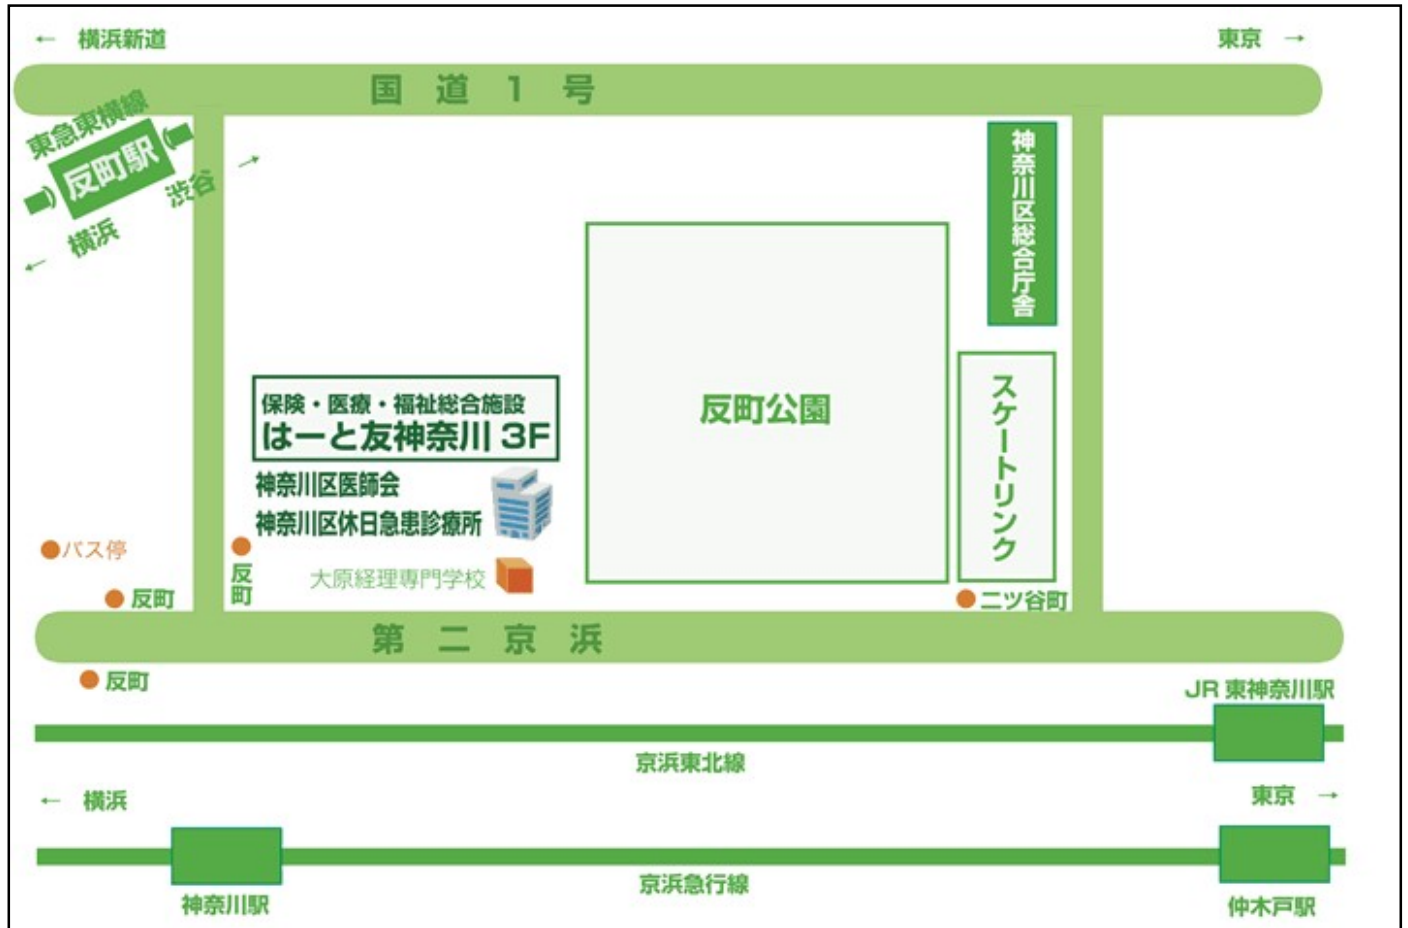 ← 横浜新道
東京 →
国道1号
東急東横線
反町駅
渋谷 →
← 横浜
神奈川区総合庁舎
反町公園
スケートリンク
保険・医療・福祉総合施設
はーと友神奈川 3F
神奈川区医師会
神奈川区休日急患診療所
大原経理専門学校
●バス停
●反町
●反町
●二ツ谷町
第二京浜
●反町
JR 東神奈川駅
京浜東北線
← 横浜
東京 →
京浜急行線
神奈川駅
仲木戸駅